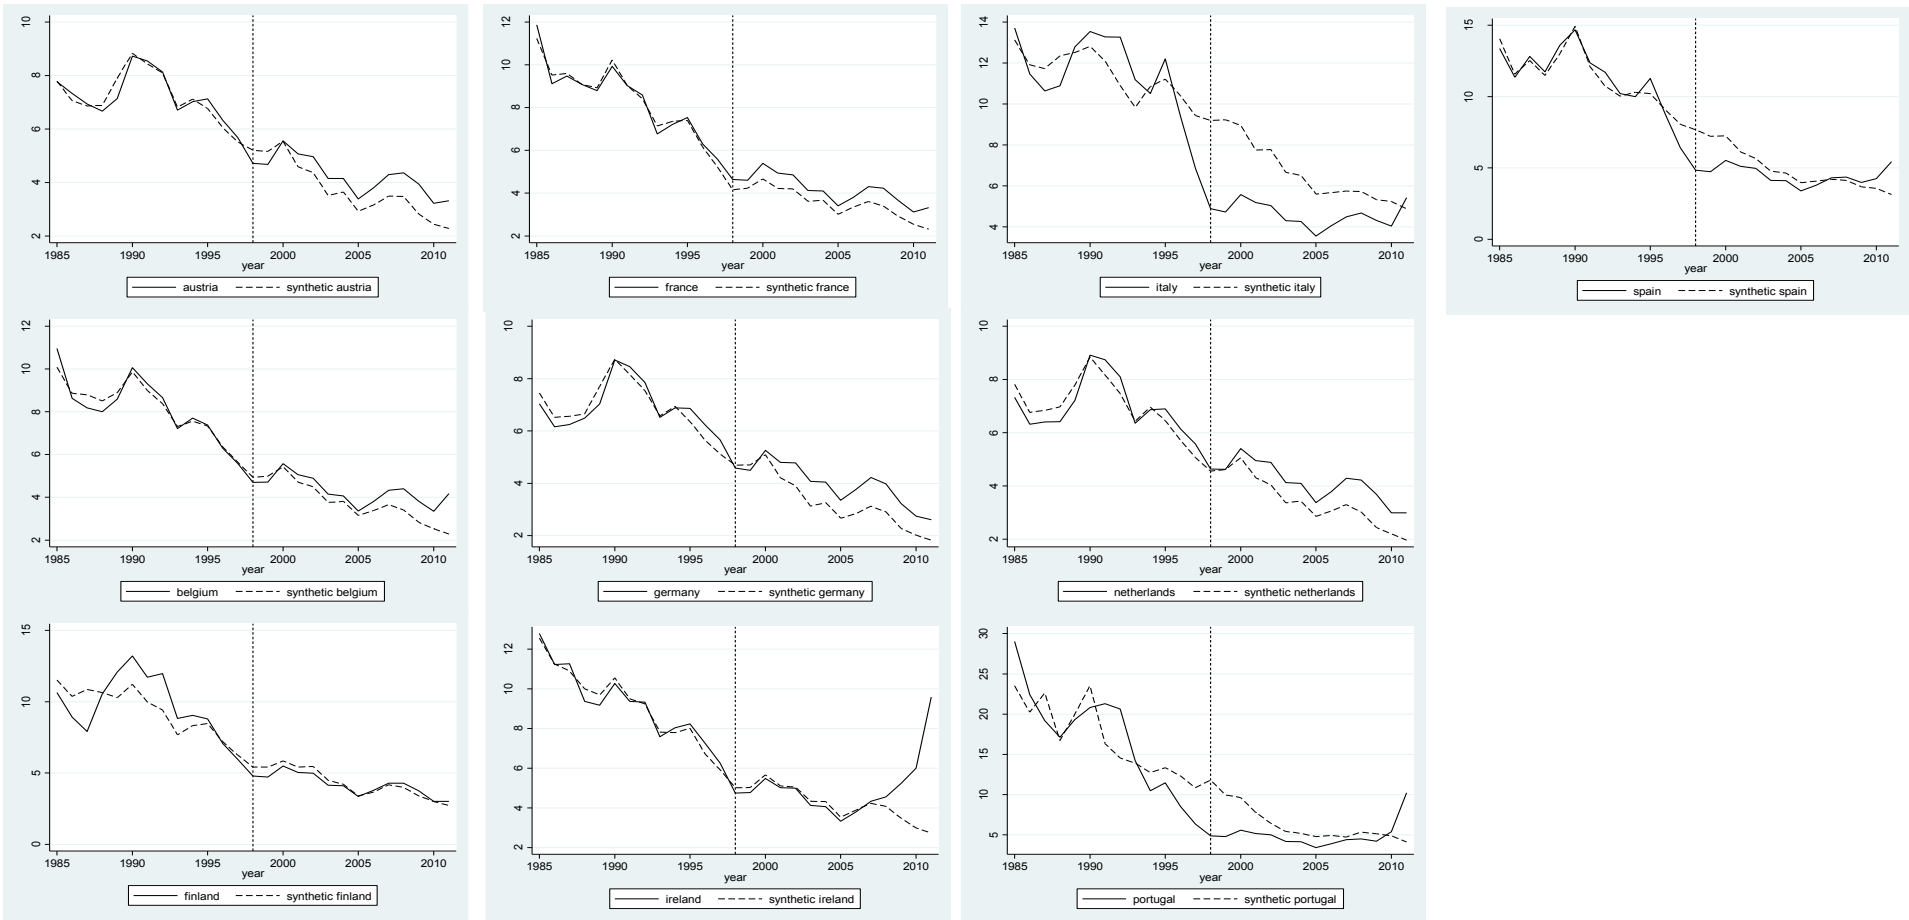 10
8
6
4
2
1985 1990 1995 2000 2005 2010
year
austria synthetic austria
12
10
8
6
4
2
1985 1990 1995 2000 2005 2010
year
france synthetic france
14
12
10
8
6
4
1985 1990 1995 2000 2005 2010
year
italy synthetic italy
15
10
5
0
1985 1990 1995 2000 2005 2010
year
spain synthetic spain
12
10
8
6
4
2
1985 1990 1995 2000 2005 2010
year
belgium synthetic belgium
10
8
6
4
2
1985 1990 1995 2000 2005 2010
year
germany synthetic germany
10
8
6
4
2
1985 1990 1995 2000 2005 2010
year
netherlands synthetic netherlands
15
10
5
0
1985 1990 1995 2000 2005 2010
year
finland synthetic finland
12
10
8
6
4
2
1985 1990 1995 2000 2005 2010
year
ireland synthetic ireland
30
25
20
15
10
5
1985 1990 1995 2000 2005 2010
year
portugal synthetic portugal